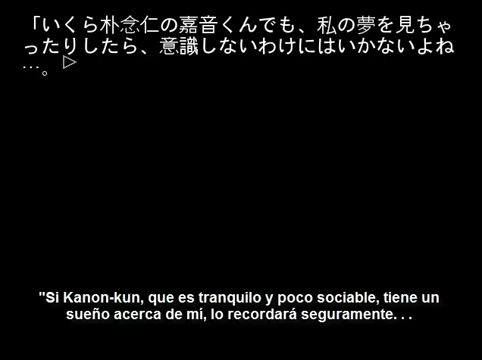 「いくら朴念仁の嘉音くんでも、私の夢を見ちゃ
ったりしたら、意識しないわけにはいかないよね
…。▷
"Si Kanon-kun, que es tranquilo y poco sociable, tiene un
sueño acerca de mí, lo recordará seguramente. . .